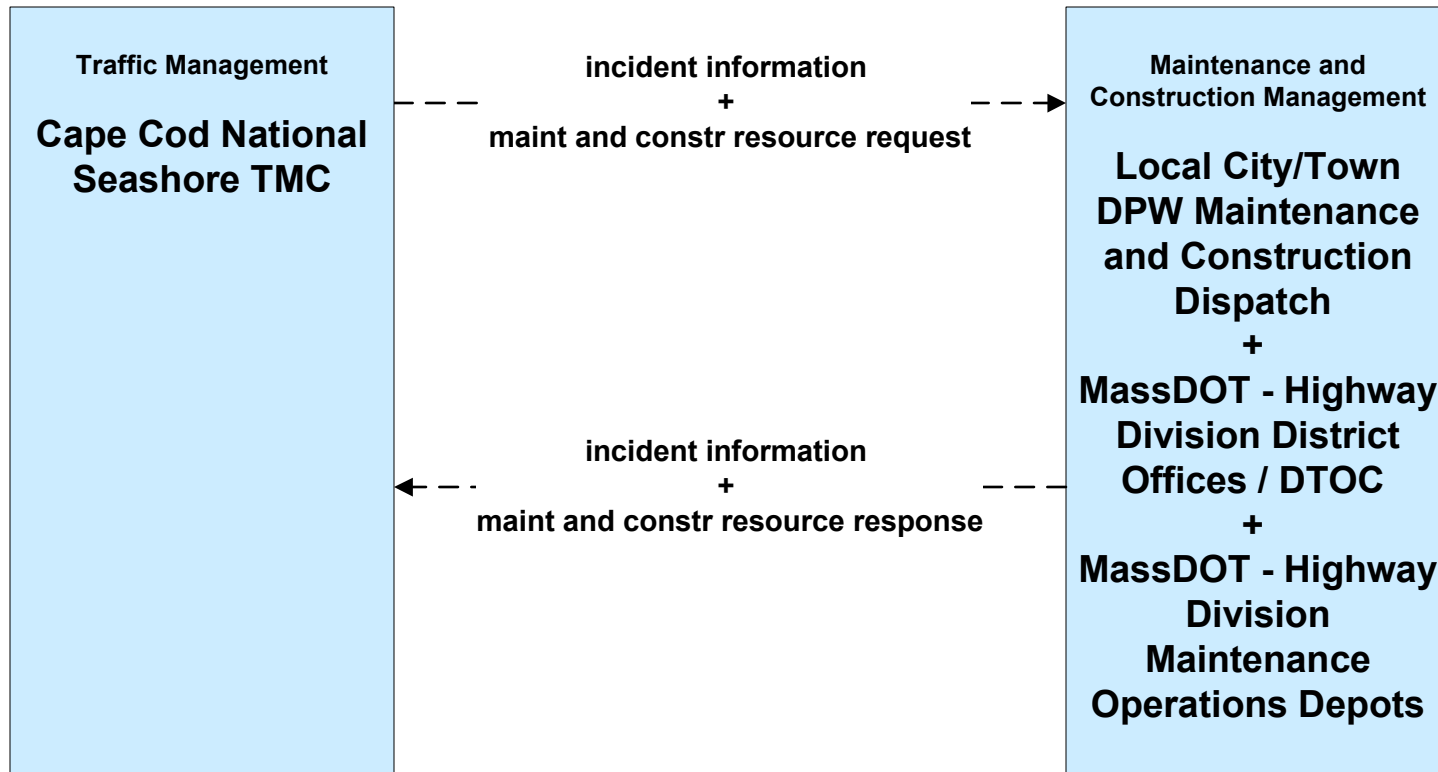 Traffic Management
Cape Cod National
Seashore TMC
incident information
+
maint and constr resource request
incident information
+
maint and constr resource response
Maintenance and
Construction Management
Local City/Town
DPW Maintenance
and Construction
Dispatch
+
MassDOT - Highway
Division District
Offices / DTOC
+
MassDOT - Highway
Division
Maintenance
Operations Depots